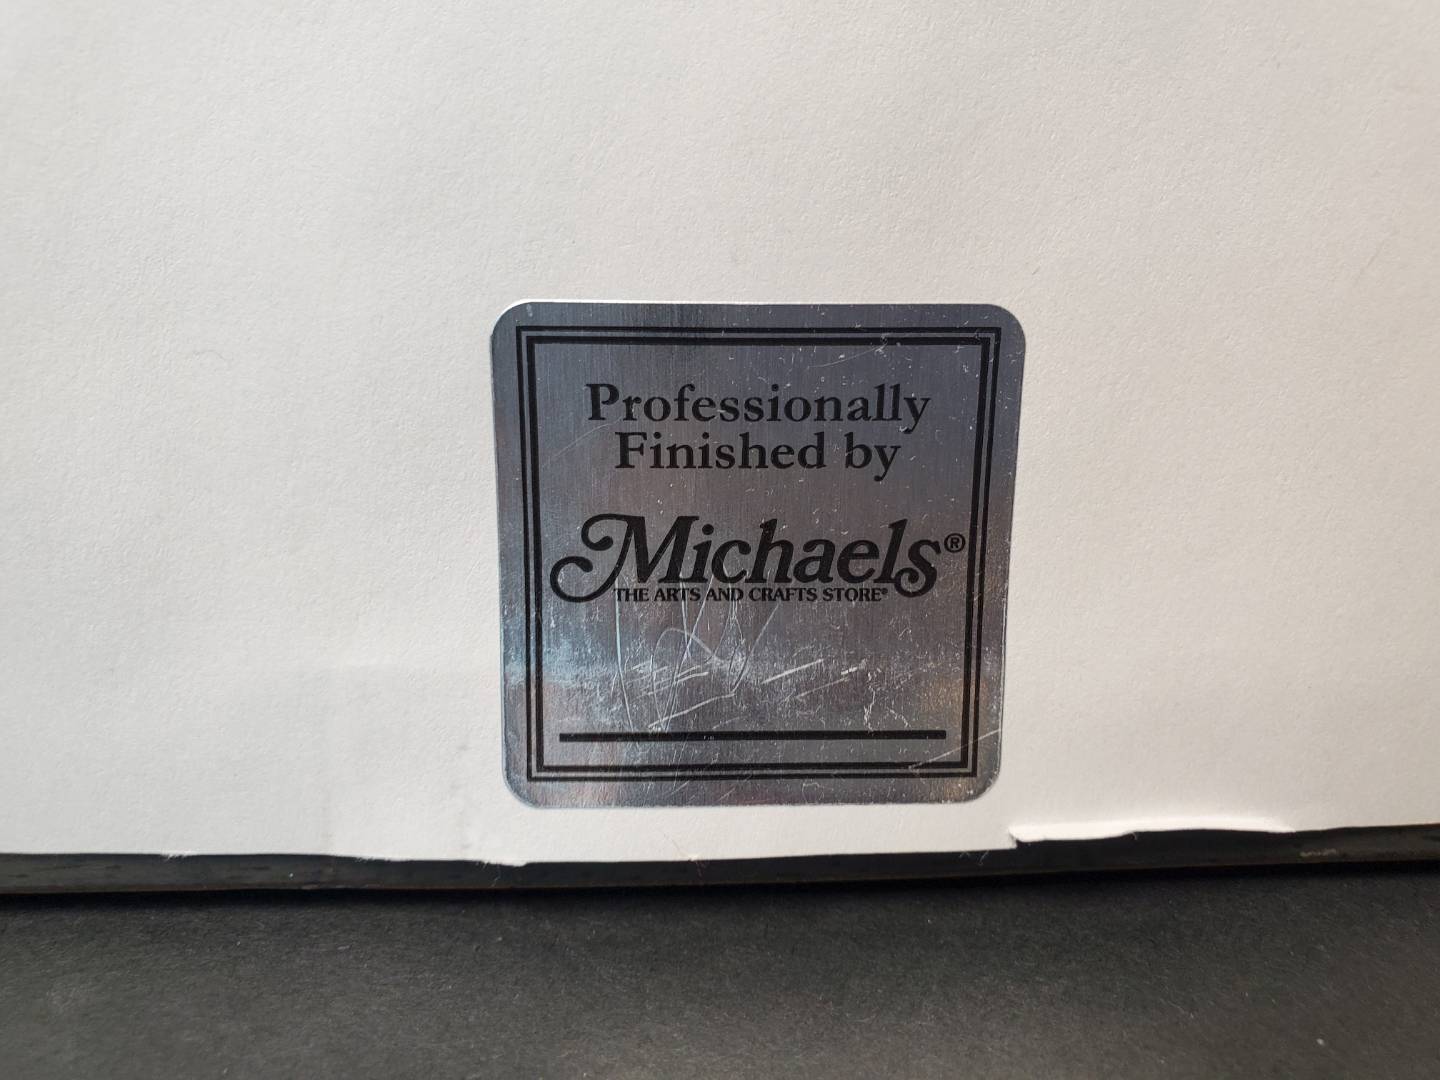 Professionally
Finished by
Michaels®
THE ARTS AND CRAFTS STORE®